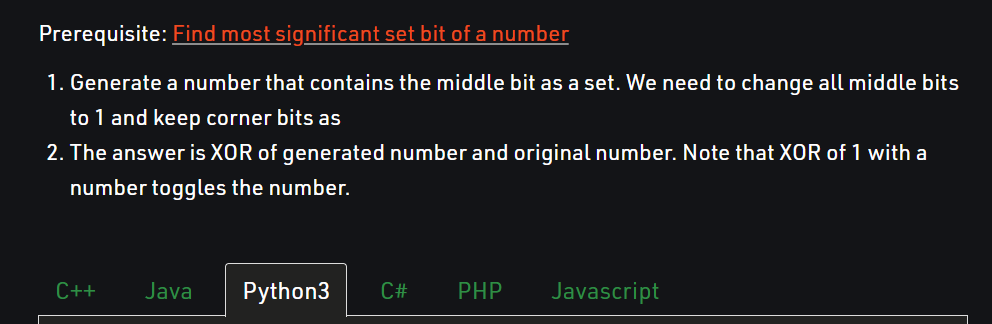 Prerequisite: Find most significant set bit of a number
1. Generate a number that contains the middle bit as a set. We need to change all middle bits
to 1 and keep corner bits as
2. The answer is XOR of generated number and original number. Note that XOR of 1 with a
number toggles the number.
C++ Java Python3 C# PHP Javascript